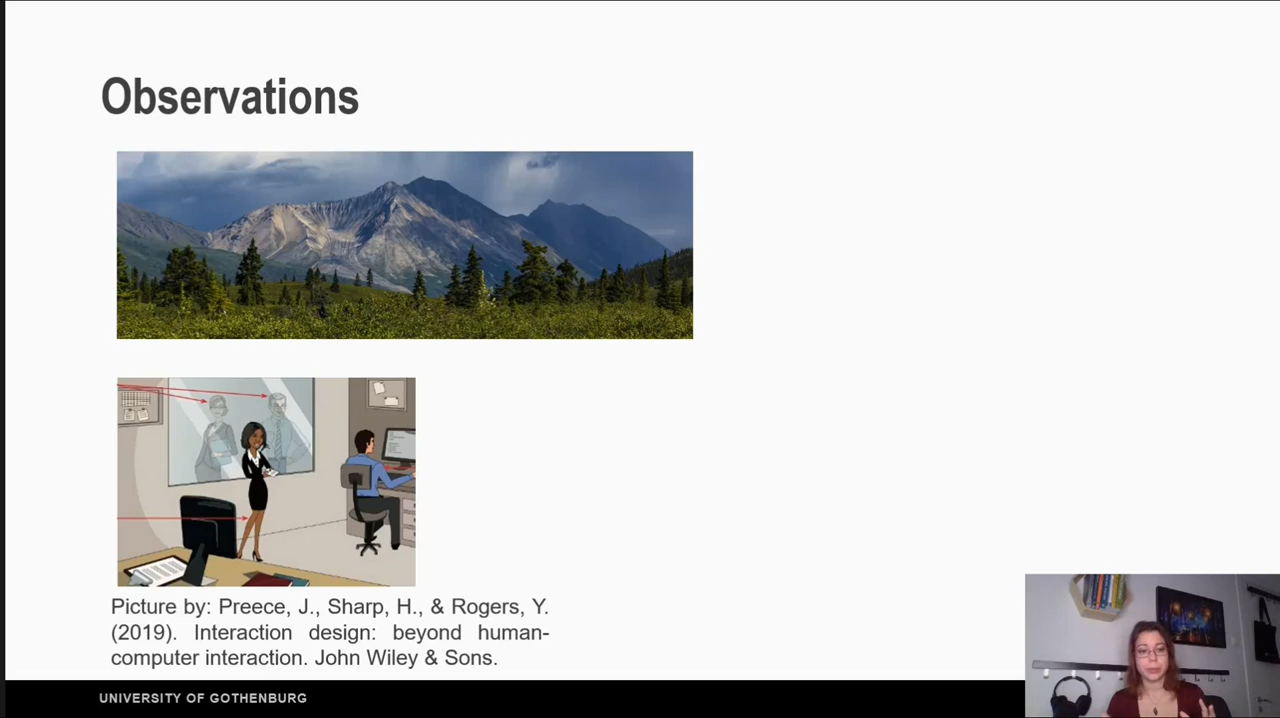 Observations
Picture by: Preece, J., Sharp, H., & Rogers, Y.
(2019). Interaction design: beyond human-
computer interaction. John Wiley & Sons.
UNIVERSITY OF GOTHENBURG